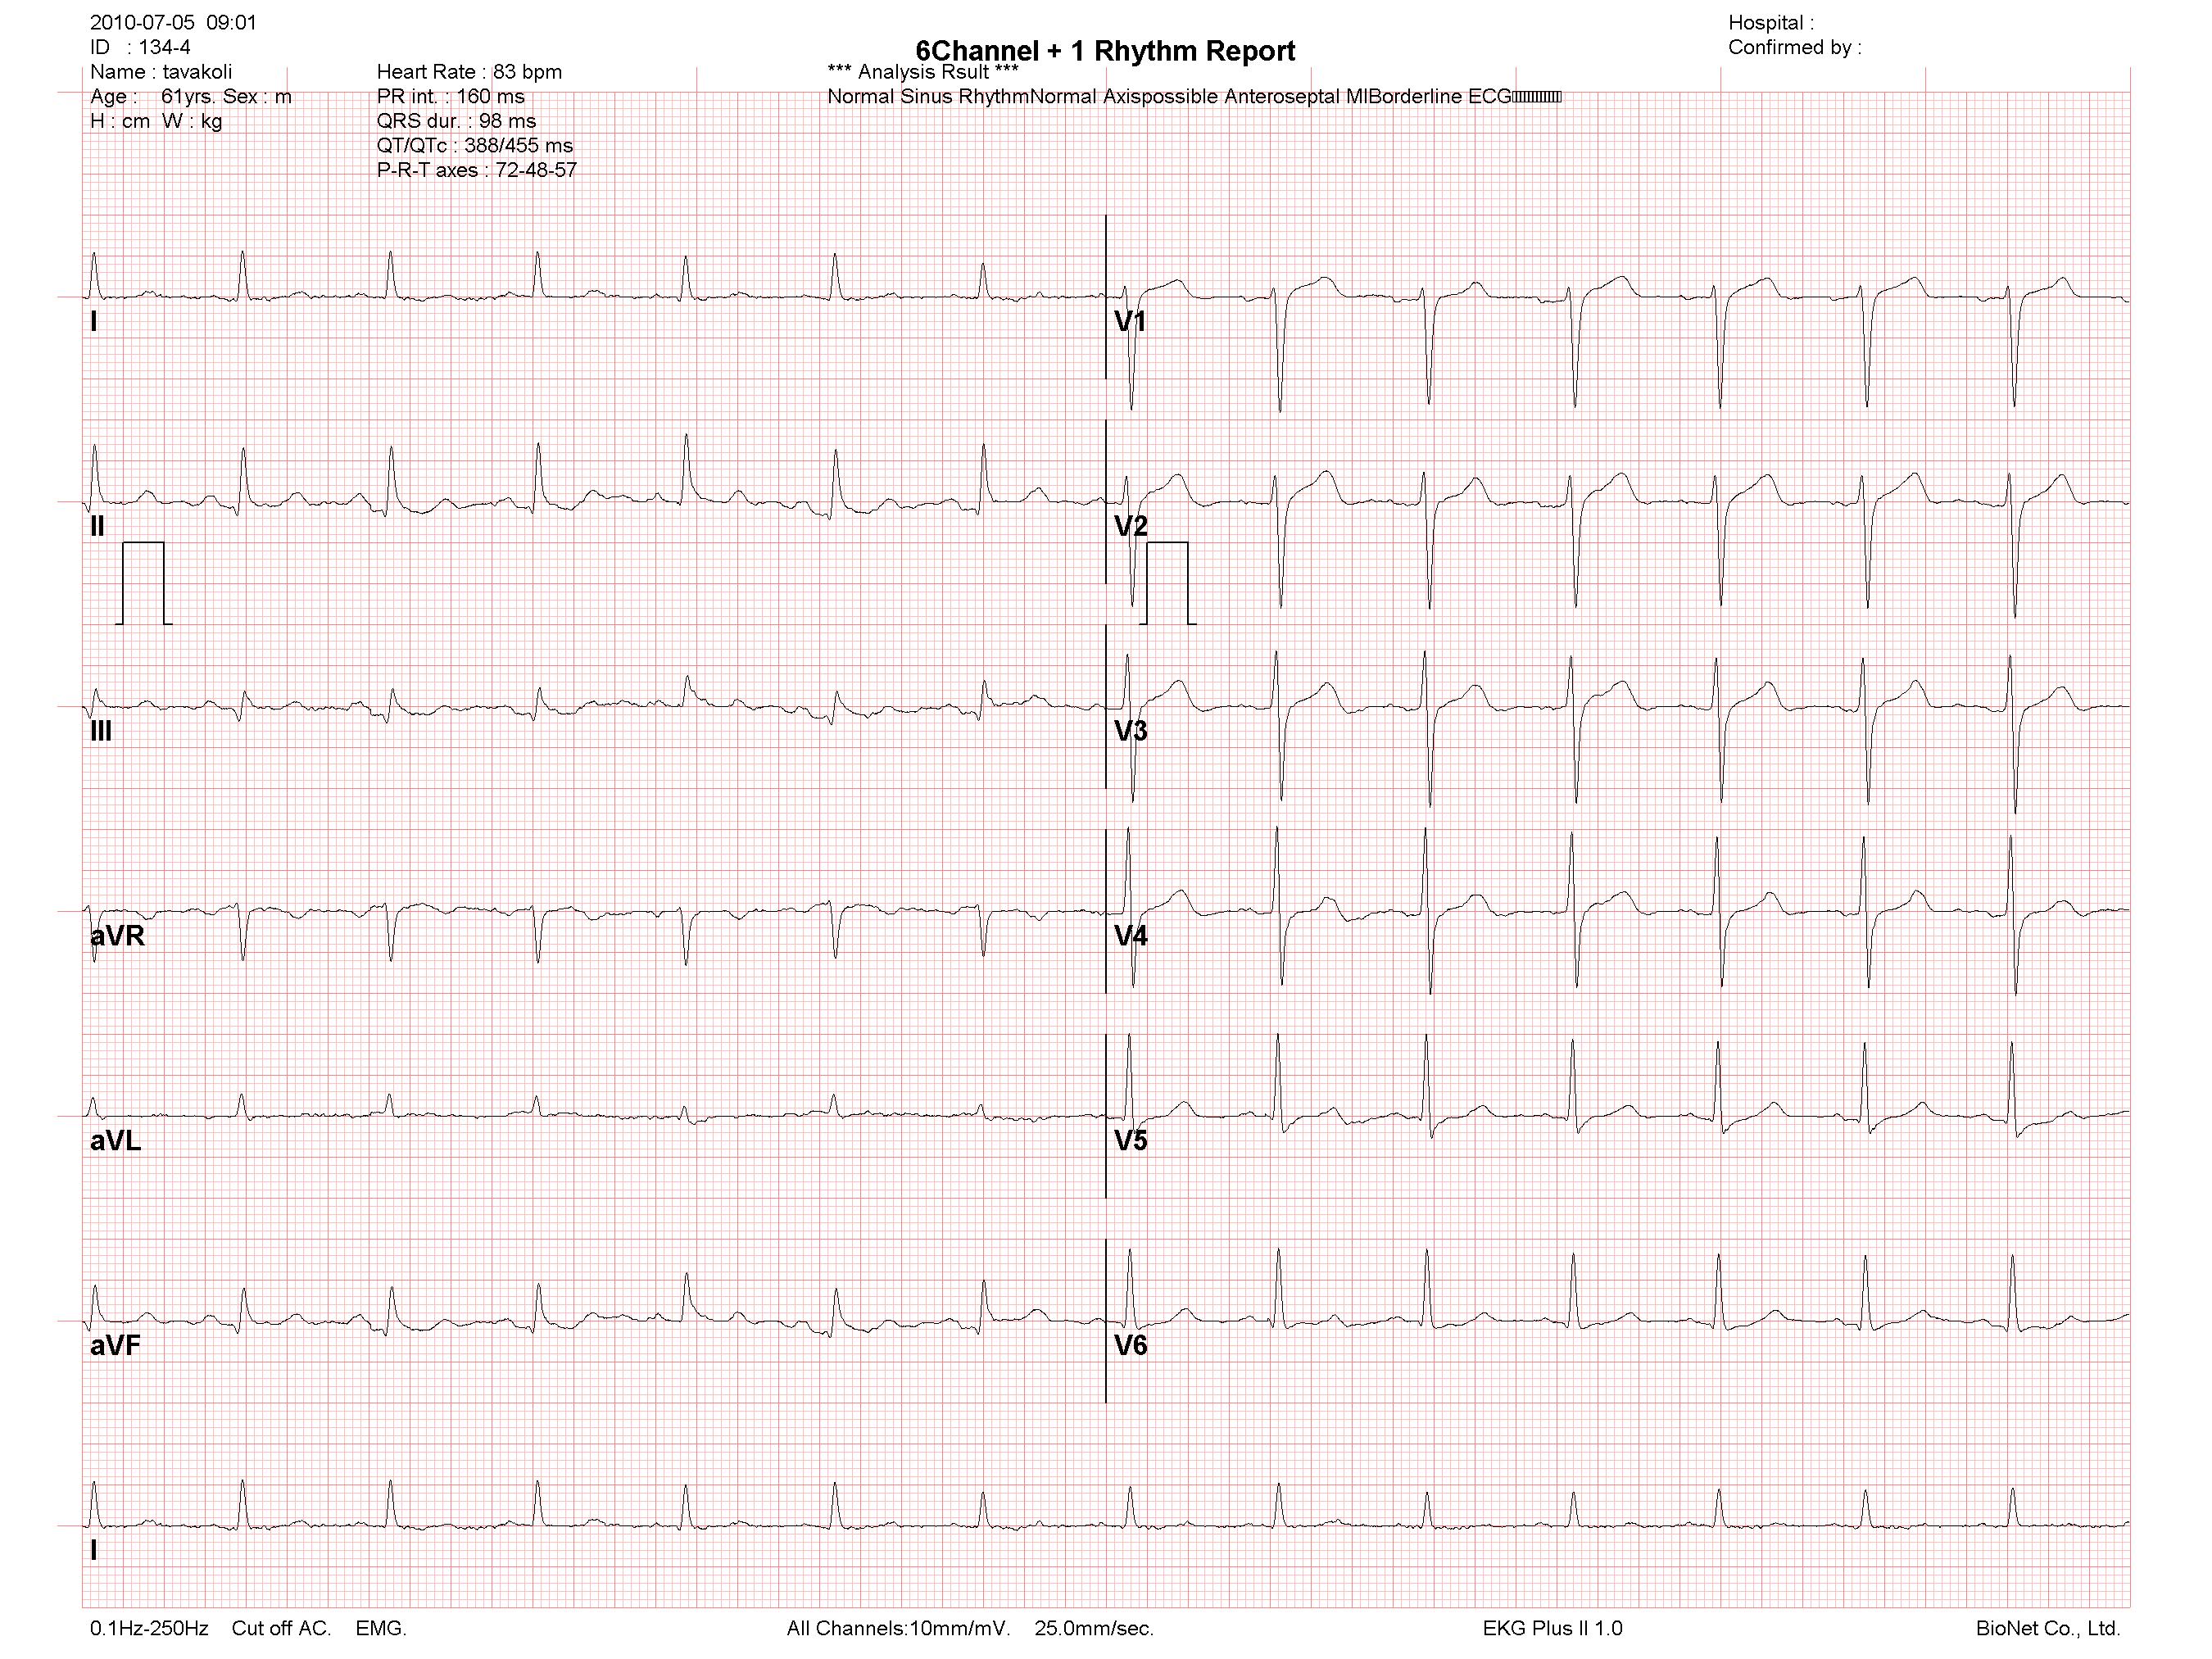 2010-07-05 09:01
ID : 134-4
Name : tavakoli
Age : 61yrs. Sex : m
H : cm W : kg
Heart Rate : 83 bpm
PR int. : 160 ms
QRS dur. : 98 ms
QT/QTc : 388/455 ms
P-R-T axes : 72-48-57
6Channel + 1 Rhythm Report
*** Analysis Rsult ***
Normal Sinus RhythmNormal Axispossible Anteroseptal MIBorderline ECG
Hospital :
Confirmed by :
I
II
III
aVR
aVL
aVF
V1
V2
V3
V4
V5
V6
I
0.1Hz-250Hz Cut off AC. EMG.
All Channels:10mm/mV. 25.0mm/sec.
EKG Plus II 1.0
BioNet Co., Ltd.